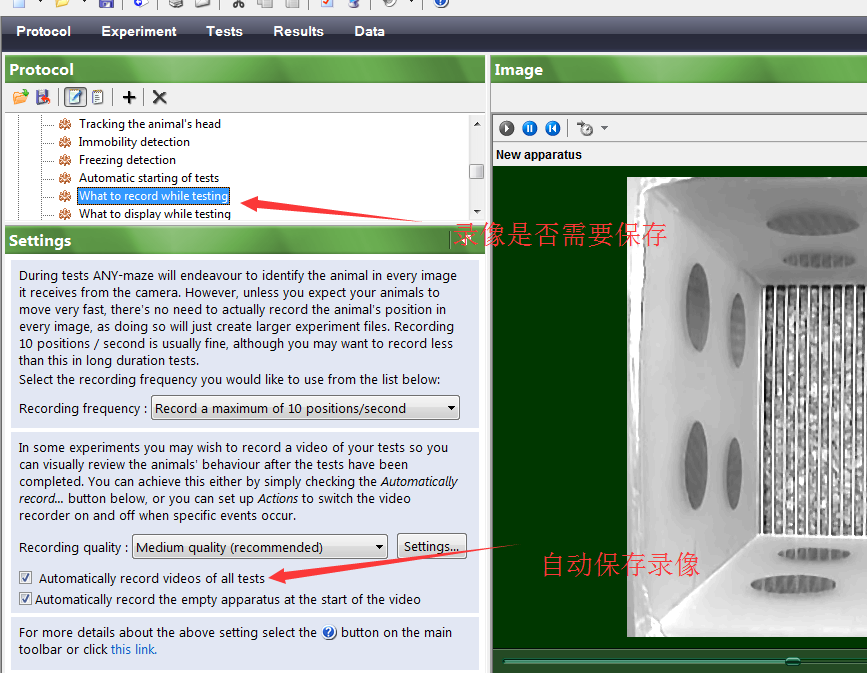 Protocol Experiment Tests Results Data
Protocol
Tracking the animal's head
Immobility detection
Freezing detection
Automatic starting of tests
What to record while testing
What to display while testing
Settings
During tests ANY-maze will endeavour to identify the animal in every image
it receives from the camera. However, unless you expect your animals to
move very fast, there's no need to actually record the animal's position in
every image, as doing so will just create larger experiment files. Recording
10 positions / second is usually fine, although you may want to record less
than this in long duration tests.
Select the recording frequency you would like to use from the list below:
Recording frequency : Record a maximum of 10 positions/second
In some experiments you may wish to record a video of your tests so you
can visually review the animals' behaviour after the tests have been
completed. You can achieve this either by simply checking the Automatically
record... button below, or you can set up Actions to switch the video
recorder on and off when specific events occur.
Recording quality : Medium quality (recommended) Settings...
Automatically record videos of all tests
Automatically record the empty apparatus at the start of the video
For more details about the above setting select the ? button on the main
toolbar or click this link.
Image
New apparatus
录像是否需要保存
自动保存录像